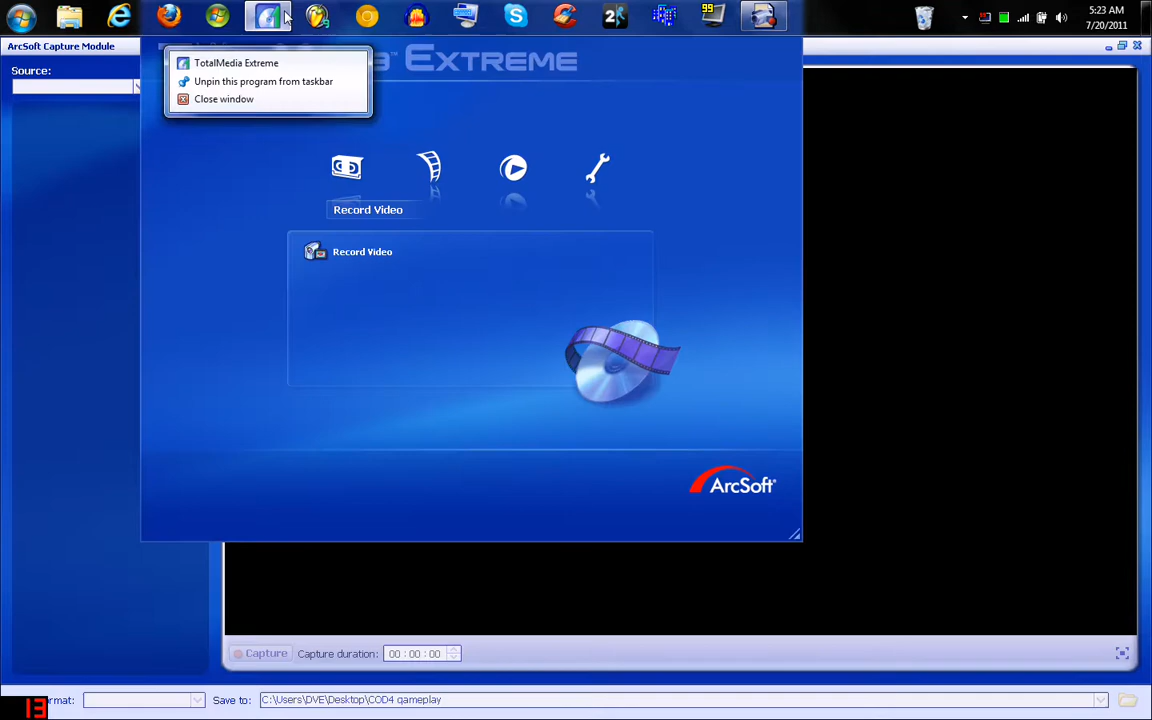 99
5:23 AM
7/20/2011
ArcSoft Capture Module
Source:
EXTREME
TotalMedia Extreme
Unpin this program from taskbar
Close window
Record Video
Record Video
ArcSoft
Capture
Capture duration:
00 : 00 : 00
Save to:
C:\Users\DVE\Desktop\COD4 gameplay
13